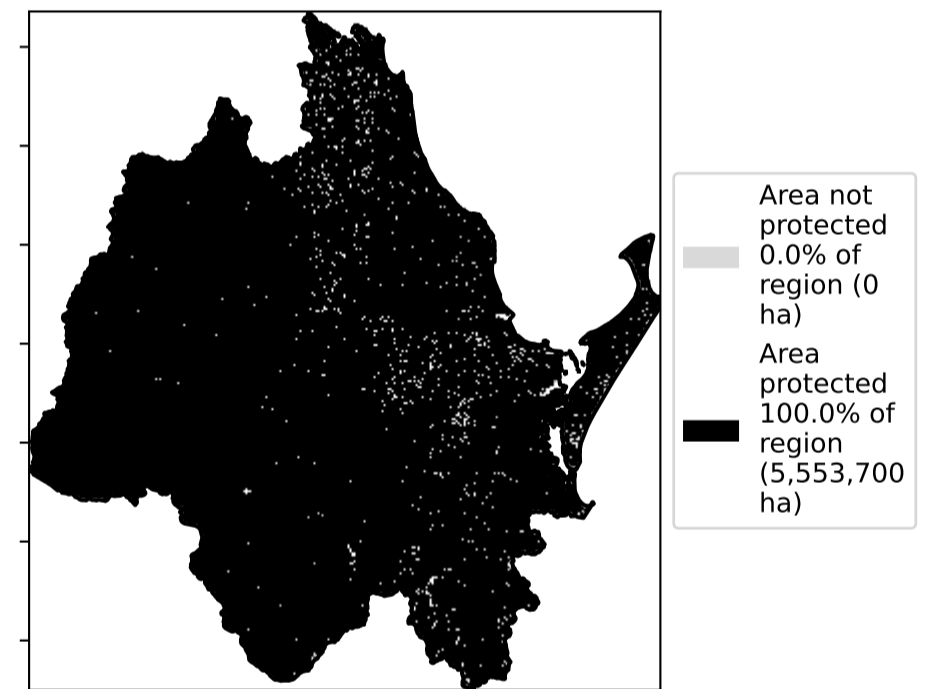 Area not
protected
0.0% of
region (0
ha)
Area
protected
100.0% of
region
(5,553,700
ha)